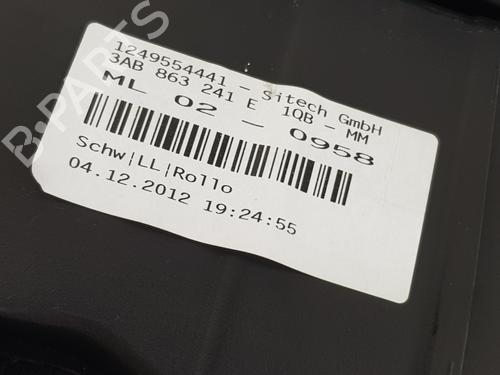 1249554441 - Sitech GmbH
3AB 863 241 E 1QB - MM
ML 02 - 0958
Schw|LL|Rollo
04.12.2012 19:24:55
B-PARTS